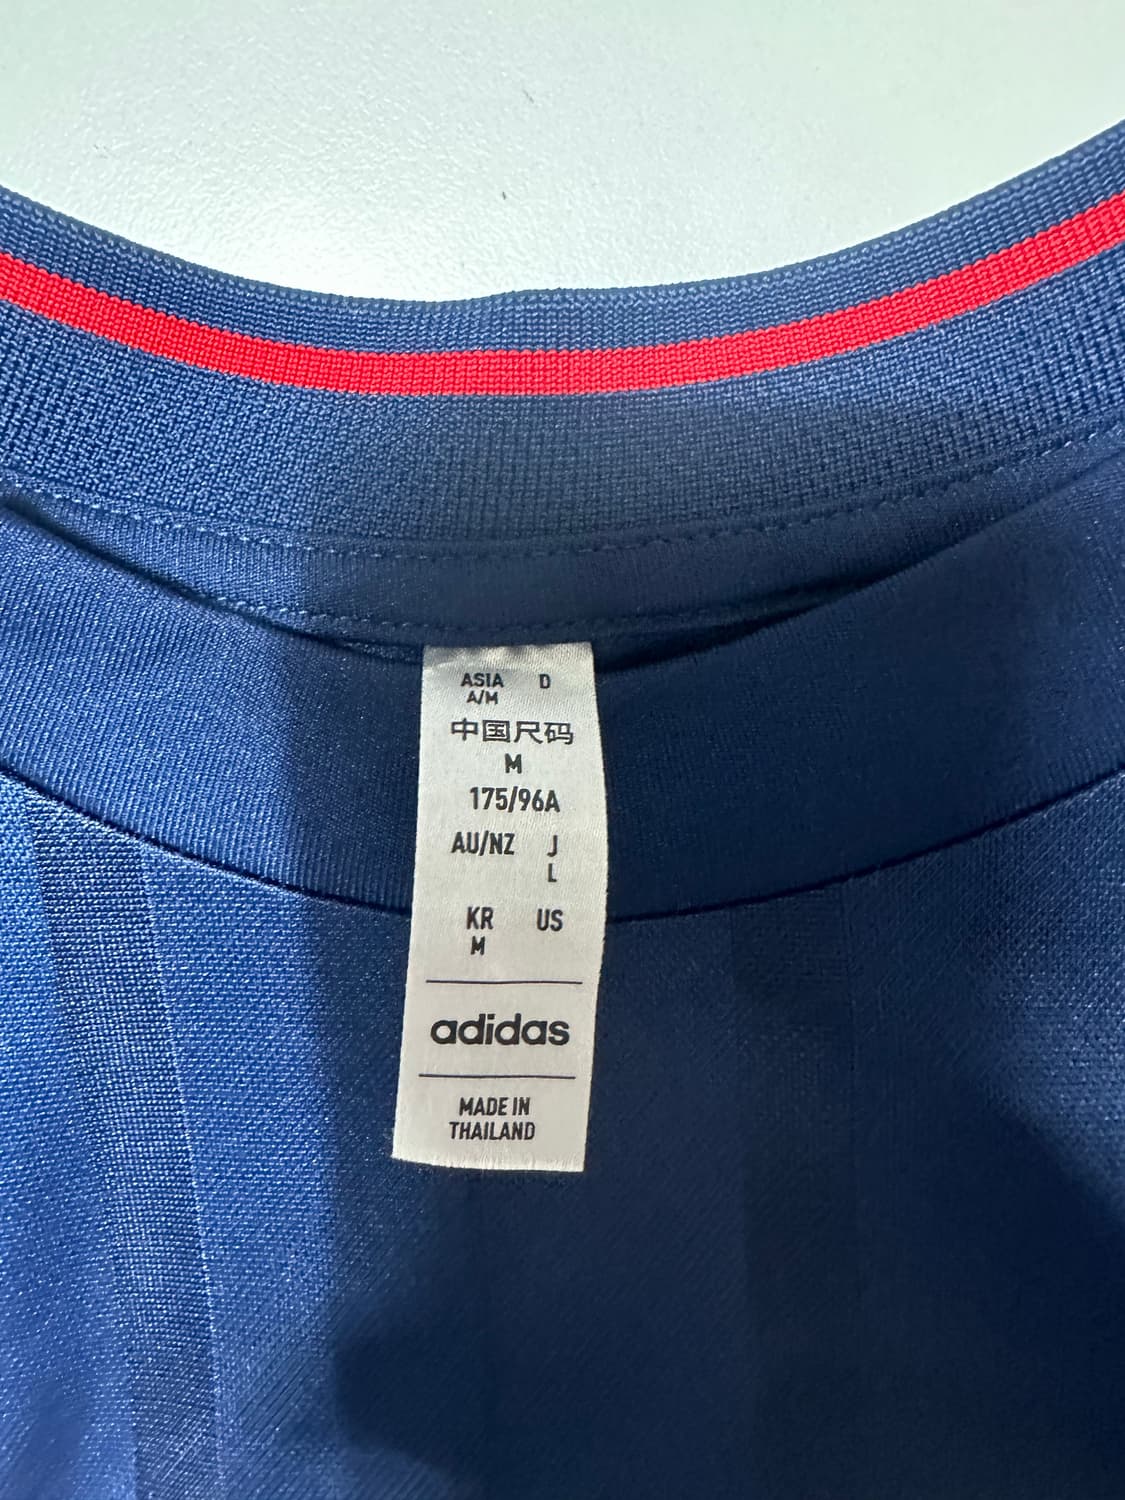 ASIA D
A/M
中国尺码
M
175/96A
AU/NZ J
L
KR US
M
adidas
MADE IN
THAILAND